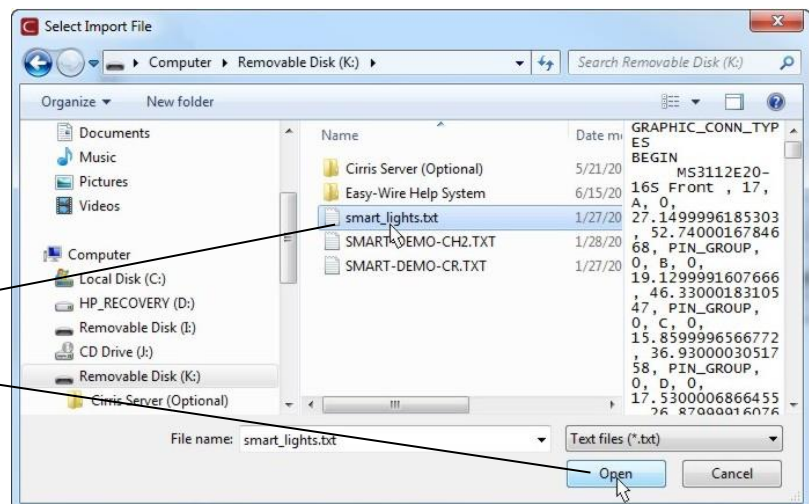 Select Import File
Computer Removable Disk (K:)
Search Removable Disk (K:)
Organize New folder
Documents
Music
Pictures
Videos
Computer
Local Disk (C:)
HP_RECOVERY (D:)
Removable Disk (I:)
CD Drive (J:)
Removable Disk (K:)
Cirris Server (Optional)
Name Date
Cirris Server (Optional) 5/21/20
Easy-Wire Help System 6/15/20
smart_lights.txt 1/27/20
SMART-DEMO-CH2.TXT 1/28/20
SMART-DEMO-CR.TXT 1/27/20
GRAPHIC_CONN_TYP
ES
BEGIN
MS3112E20-
16S Front , 17,
A, 0,
27.1499996185303
, 52.74000167846
68, PIN_GROUP,
0, B, 0,
19.1299991607666
, 46.33000183105
47, PIN_GROUP,
0, C, 0,
15.8599996566772
, 36.93000030517
58, PIN_GROUP,
0, D, 0,
17.5300006866455
26.87999916076
File name: smart_lights.txt
Text files (*.txt)
Open Cancel